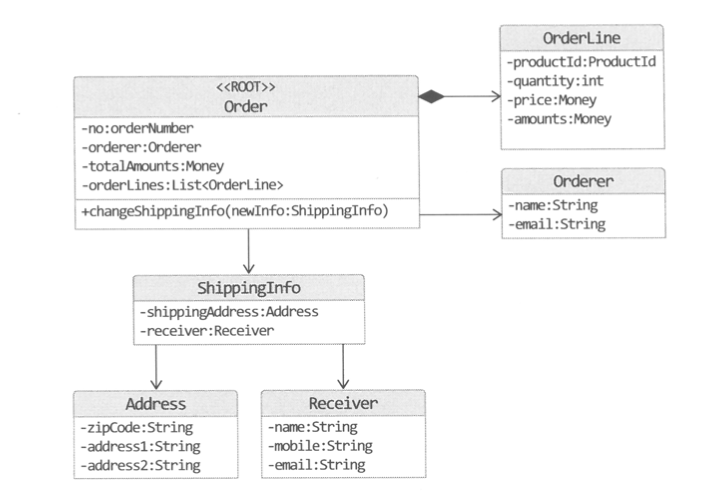 <<ROOT>>
Order
-no:orderNumber
-orderer:Orderer
-totalAmounts:Money
-orderLines:List<OrderLine>
+changeShippingInfo(newInfo:ShippingInfo)
OrderLine
-productId:ProductId
-quantity:int
-price:Money
-amounts:Money
Orderer
-name:String
-email:String
ShippingInfo
-shippingAddress:Address
-receiver:Receiver
Address
-zipCode:String
-address1:String
-address2:String
Receiver
-name:String
-mobile:String
-email:String